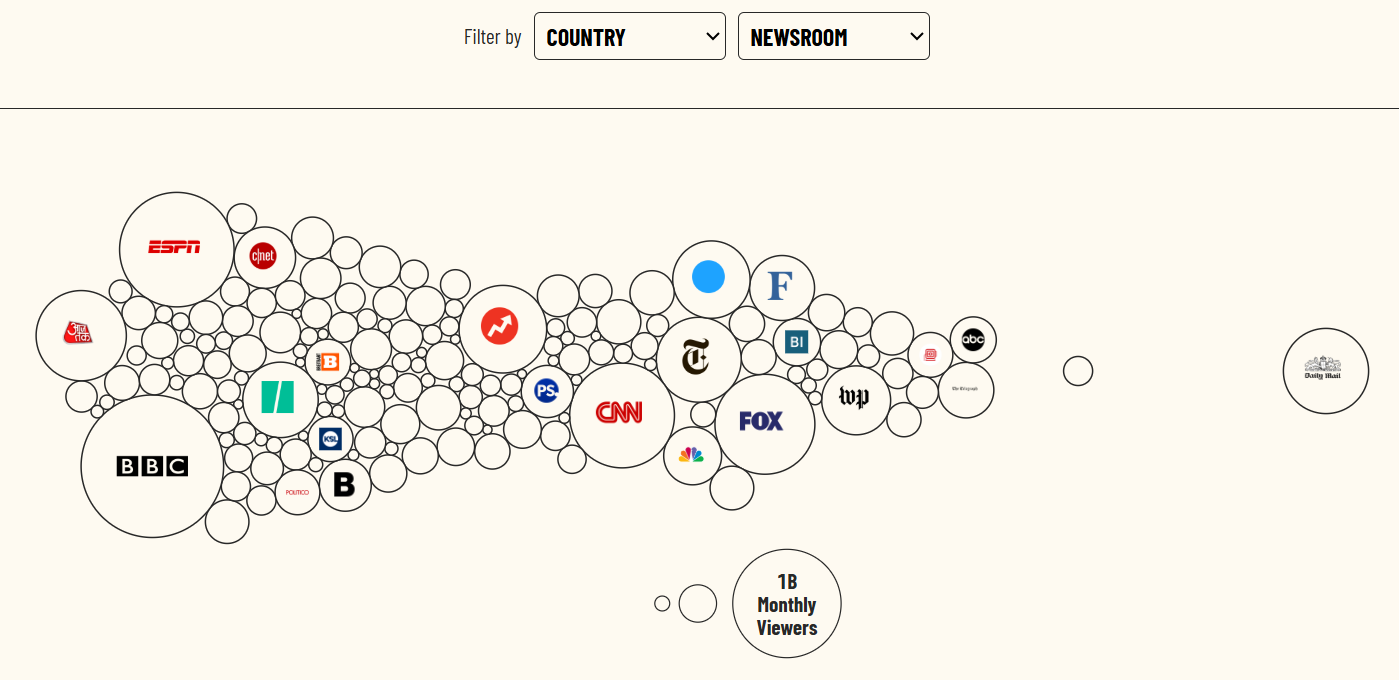 Filter by
COUNTRY
NEWSROOM
ESPN
c|net
आज
तक
B
BI
abc
Daily Mail
T
F
PS
The Telegraph
wp
CNN
FOX
KSL
BBC
B
POLITICO
1B
Monthly
Viewers